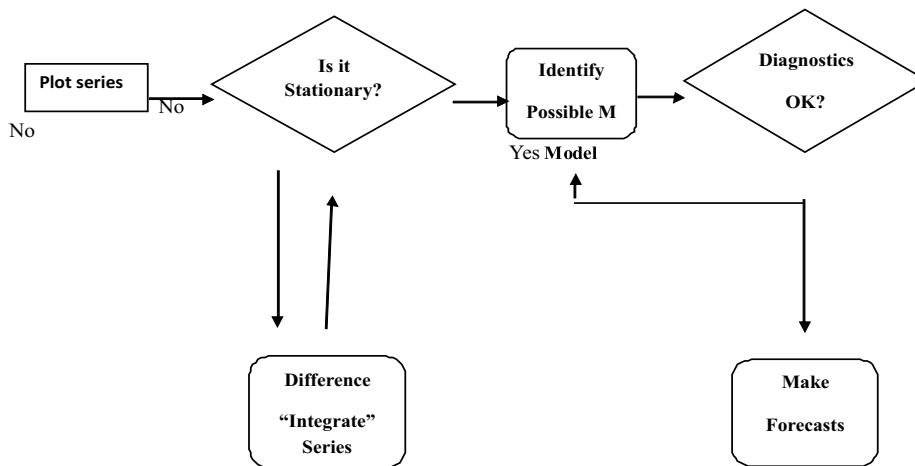 Plot series
No
No
Is it
Stationary?
Identify
Possible M
Yes Model
Diagnostics
OK?
Difference
“Integrate”
Series
Make
Forecasts